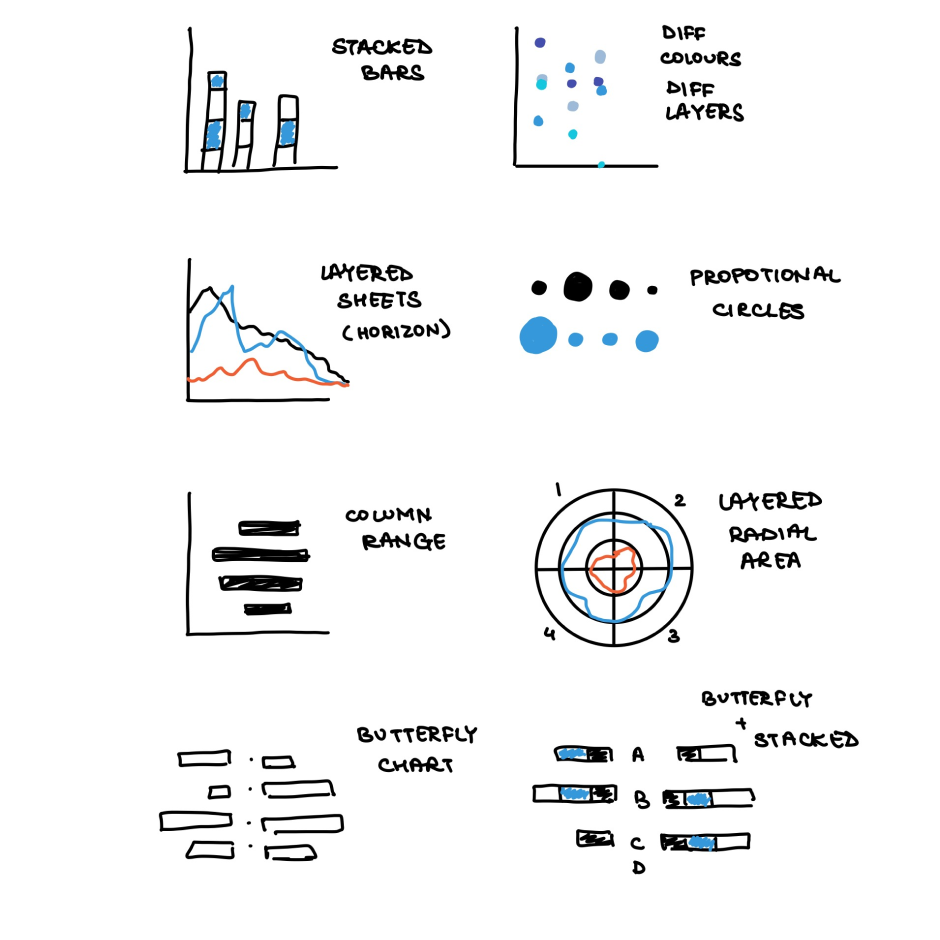 STACKED
BARS
DIFF
COLOURS
DIFF
LAYERS
LAYERED
SHEETS
(HORIZON)
PROPOTIONAL
CIRCLES
COLUMN
RANGE
1
2
4
3
LAYERED
RADIAL
AREA
BUTTERFLY
CHART
BUTTERFLY
+
STACKED
A
B
C
D